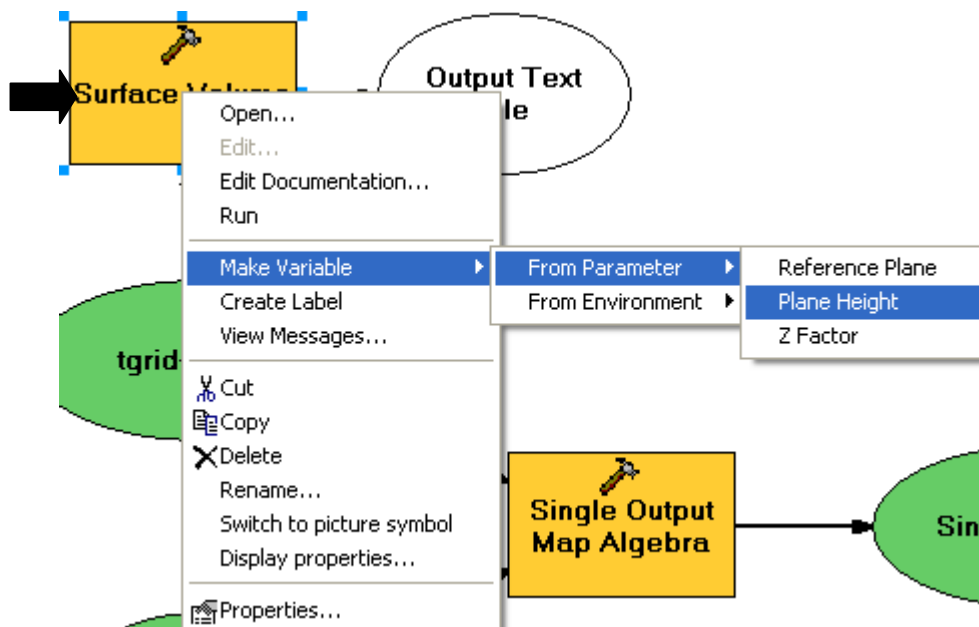 Surface Volume
Output Text
le
Open...
Edit...
Edit Documentation...
Run
Make Variable
Create Label
View Messages...
Cut
Copy
Delete
Rename...
Switch to picture symbol
Display properties...
Properties...
From Parameter
From Environment
Reference Plane
Plane Height
Z Factor
tgrid-
Single Output
Map Algebra
Sin